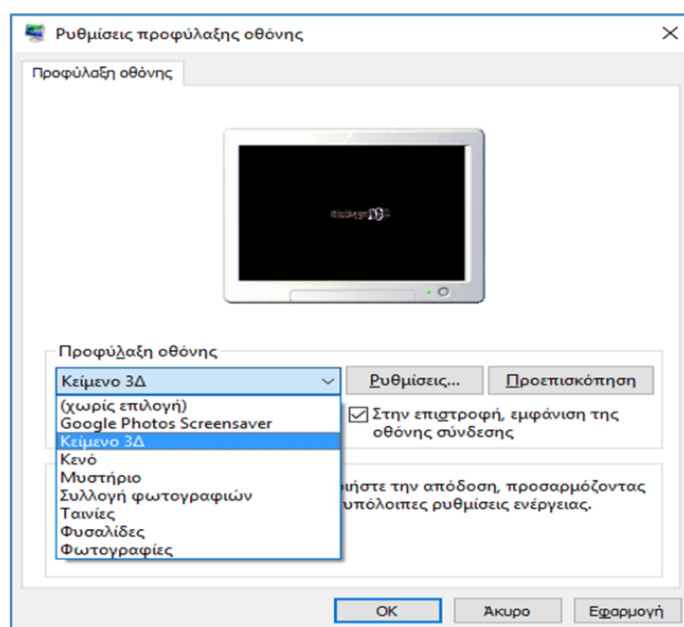 Ρυθμίσεις προφύλαξης οθόνης
Προφύλαξη οθόνης
Προφύλαξη οθόνης
Κείμενο 3Δ
Ρυθμίσεις...
Προεπισκόπηση
(χωρίς επιλογή)
Google Photos Screensaver
Κείμενο 3Δ
Κενό
Μυστήριο
Συλλογή φωτογραφιών
Ταινίες
Φυσαλίδες
Φωτογραφίες
Στην επιστροφή, εμφάνιση της
οθόνης σύνδεσης
την απόδοση, προσαρμόζοντας
υπόλοιπες ρυθμίσεις ενέργειας.
OK
Άκυρο
Εφαρμογή